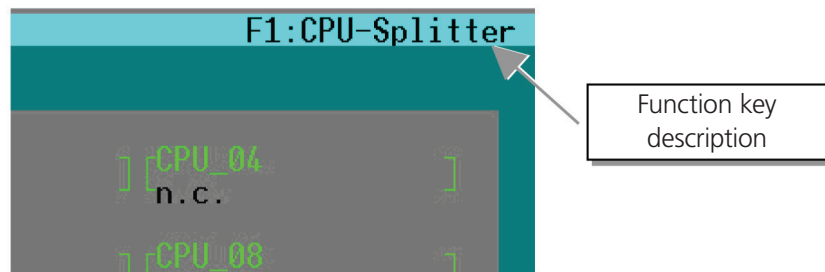 F1:CPU-Splitter
Function key
description
CPU_04
n.c.
CPU_08